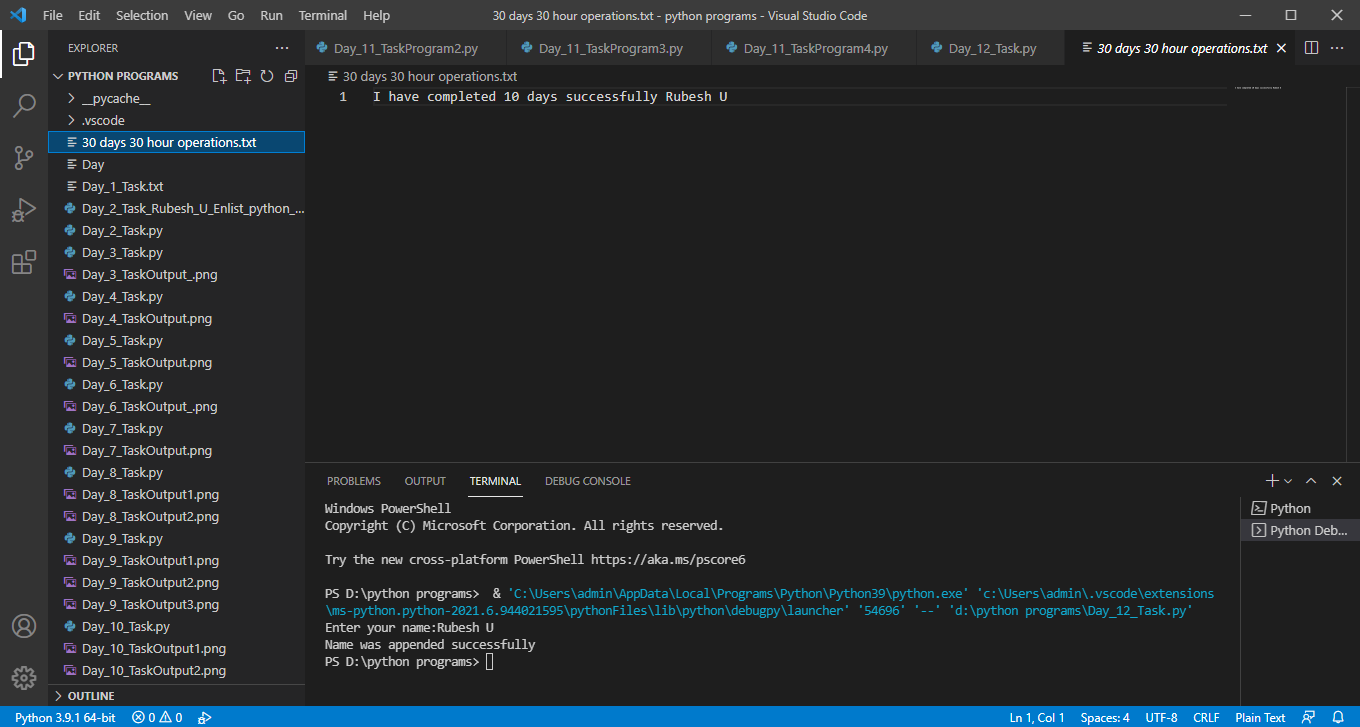 File Edit Selection View Go Run Terminal Help 30 days 30 hour operations.txt - python programs - Visual Studio Code
EXPLORER
PYTHON PROGRAMS
__pycache__
.vscode
30 days 30 hour operations.txt
Day
Day_1_Task.txt
Day_2_Task_Rubesh_U_Enlist_python_...
Day_2_Task.py
Day_3_Task.py
Day_3_TaskOutput_.png
Day_4_Task.py
Day_4_TaskOutput.png
Day_5_Task.py
Day_5_TaskOutput.png
Day_6_Task.py
Day_6_TaskOutput_.png
Day_7_Task.py
Day_7_TaskOutput.png
Day_8_Task.py
Day_8_TaskOutput1.png
Day_8_TaskOutput2.png
Day_9_Task.py
Day_9_TaskOutput1.png
Day_9_TaskOutput2.png
Day_9_TaskOutput3.png
Day_10_Task.py
Day_10_TaskOutput1.png
Day_10_TaskOutput2.png
OUTLINE
Day_11_TaskProgram2.py Day_11_TaskProgram3.py Day_11_TaskProgram4.py Day_12_Task.py 30 days 30 hour operations.txt
30 days 30 hour operations.txt
1 I have completed 10 days successfully Rubesh U
PROBLEMS OUTPUT TERMINAL DEBUG CONSOLE
Windows PowerShell
Copyright (C) Microsoft Corporation. All rights reserved.
Try the new cross-platform PowerShell https://aka.ms/pscore6
PS D:\python programs>  & 'C:\Users\admin\AppData\Local\Programs\Python\Python39\python.exe' 'c:\Users\admin\.vscode\extensions
\ms-python.python-2021.6.944021595\pythonFiles\lib\python\debugpy\launcher' '54696' '--' 'd:\python programs\Day_12_Task.py'
Enter your name:Rubesh U
Name was appended successfully
PS D:\python programs>
Python
Python Deb...
Python 3.9.1 64-bit 0 0 Ln 1, Col 1 Spaces: 4 UTF-8 CRLF Plain Text